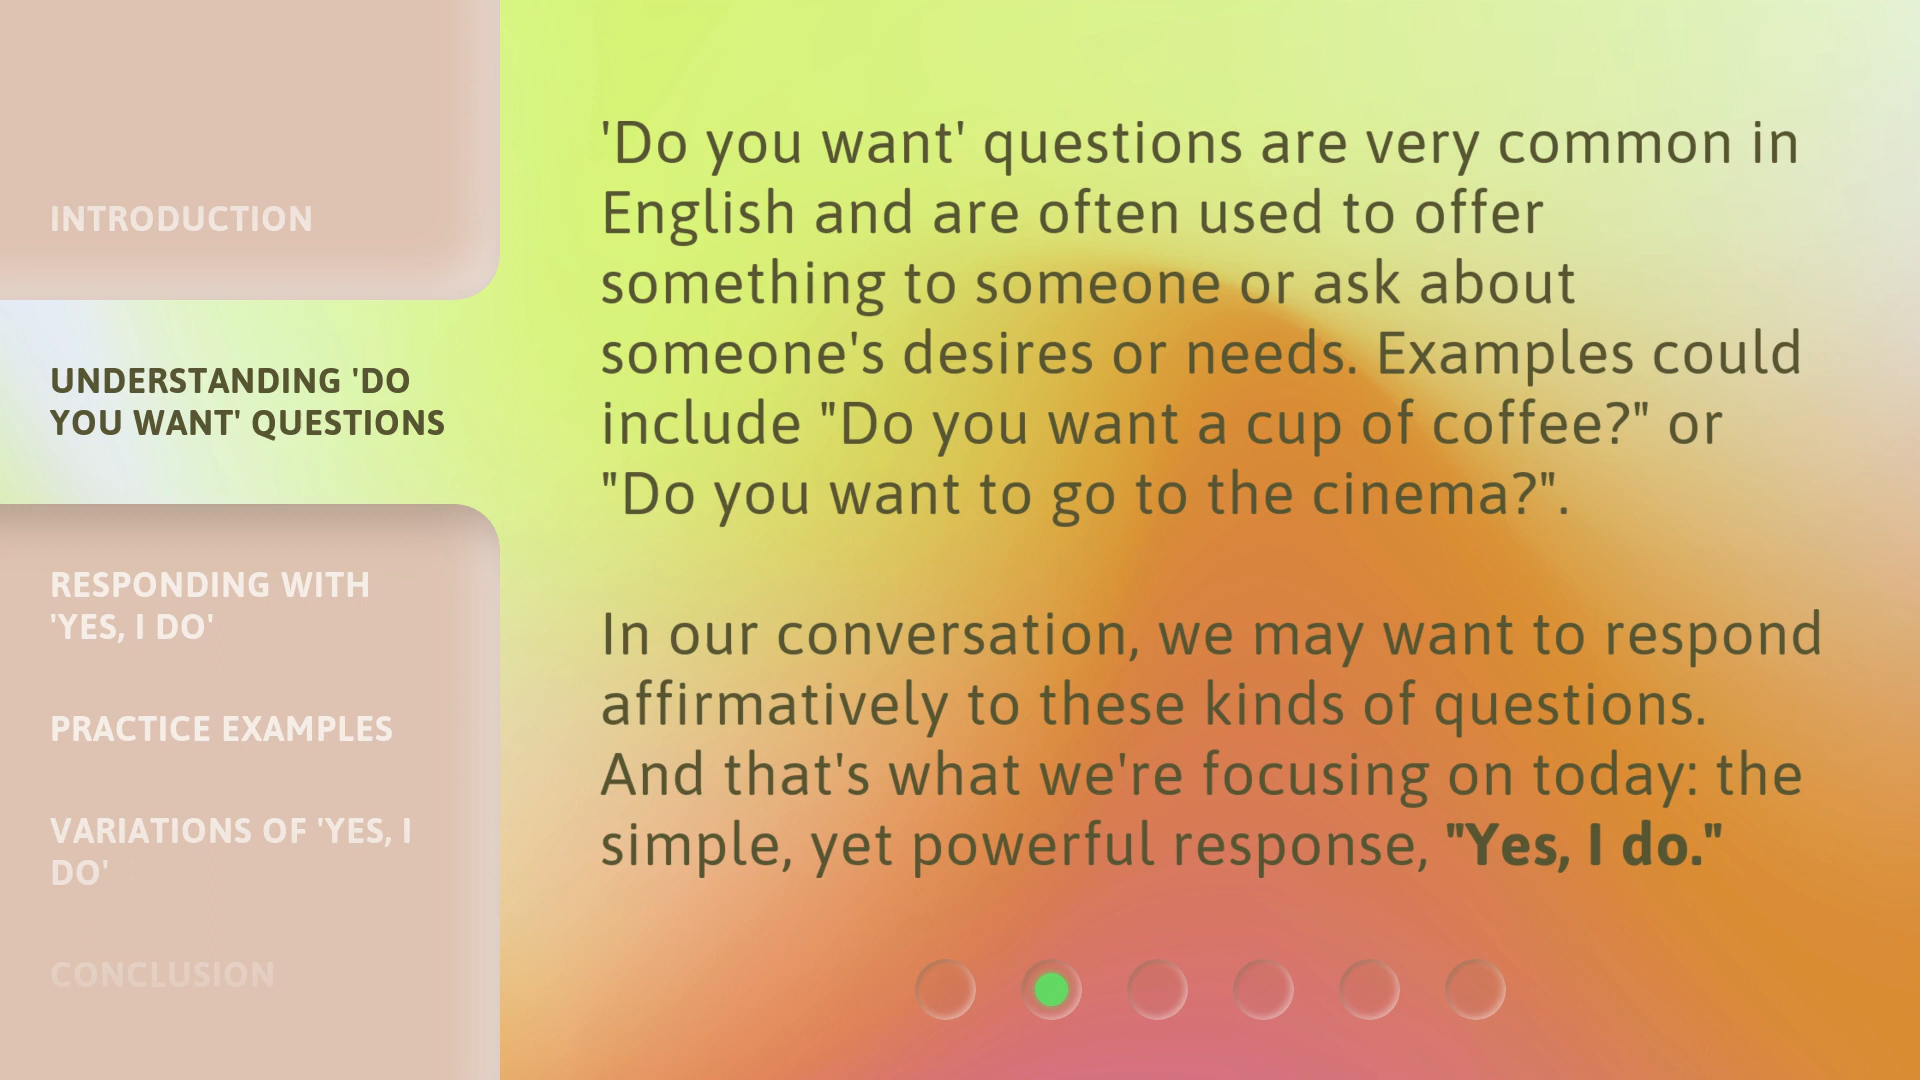 INTRODUCTION
UNDERSTANDING 'DO
YOU WANT' QUESTIONS
RESPONDING WITH
'YES, I DO'
PRACTICE EXAMPLES
VARIATIONS OF 'YES, I
DO'
CONCLUSION
'Do you want' questions are very common in
English and are often used to offer
something to someone or ask about
someone's desires or needs. Examples could
include "Do you want a cup of coffee?" or
"Do you want to go to the cinema?".
In our conversation, we may want to respond
affirmatively to these kinds of questions.
And that's what we're focusing on today: the
simple, yet powerful response, "Yes, I do."